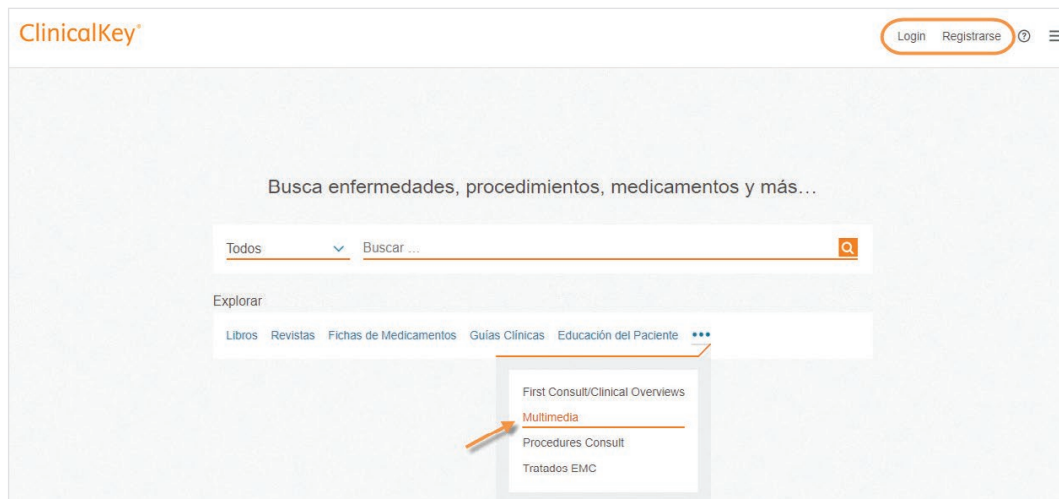 ClinicalKey®
Login Registrarse ?
Busca enfermedades, procedimientos, medicamentos y más...
Todos Buscar ...
Explorar
Libros Revistas Fichas de Medicamentos Guías Clínicas Educación del Paciente •••
First Consult/Clinical Overviews
Multimedia
Procedures Consult
Tratados EMC